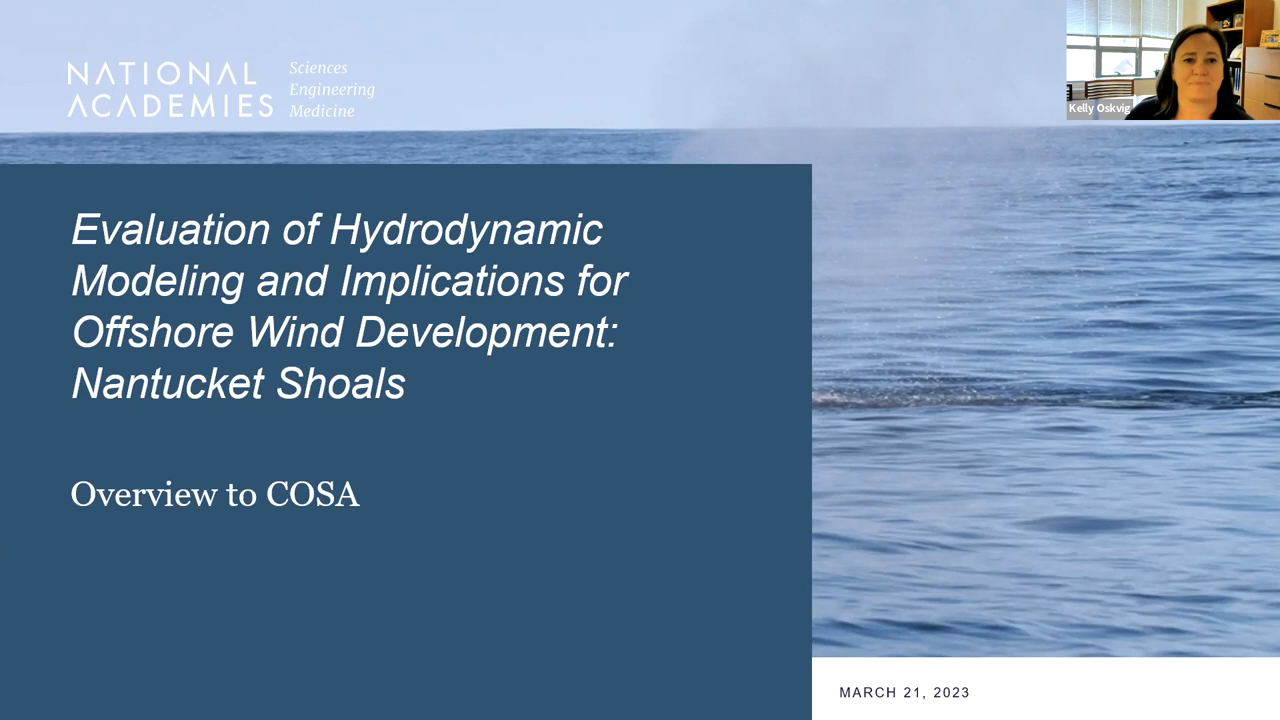 NATIONAL
ACADEMIES
Sciences
Engineering
Medicine
Kelly Oskvig
Evaluation of Hydrodynamic
Modeling and Implications for
Offshore Wind Development:
Nantucket Shoals
Overview to COSA
MARCH 21, 2023